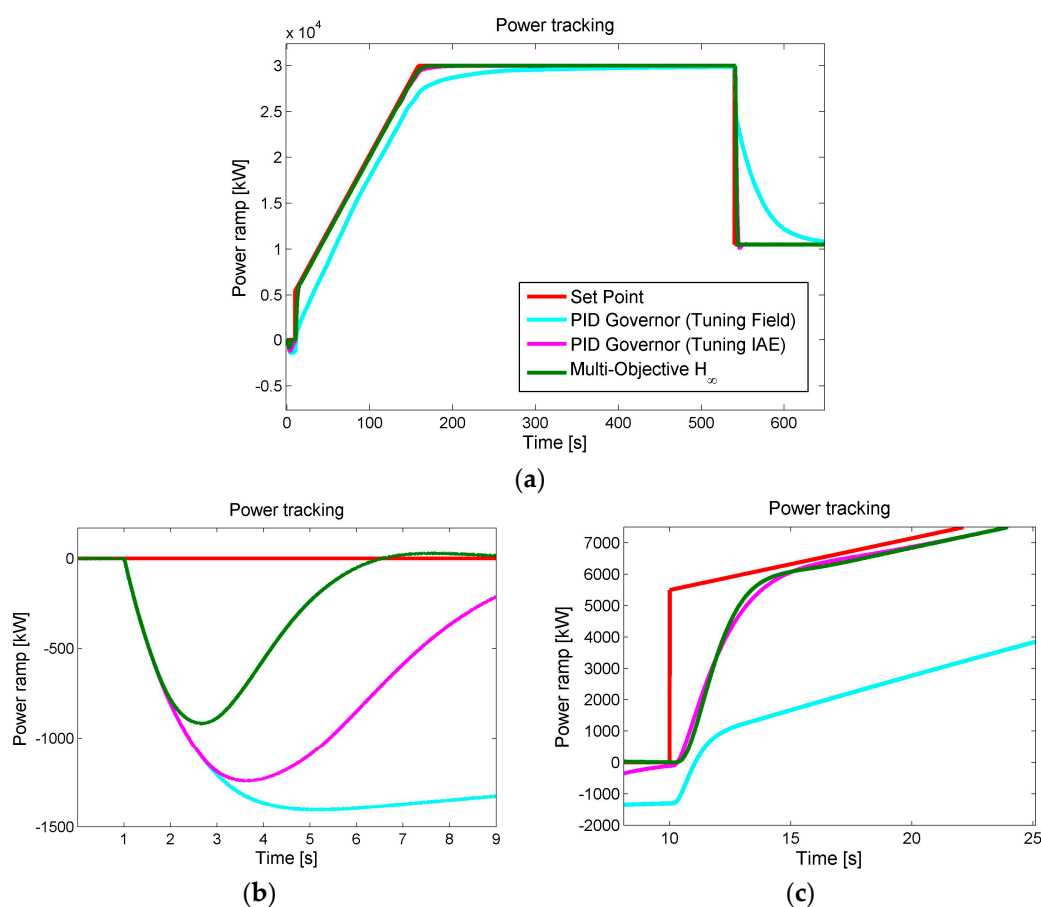 Power tracking
x 10^4
3
2.5
2
1.5
1
0.5
0
-0.5
Power ramp [kW]
Set Point
PID Governor (Tuning Field)
PID Governor (Tuning IAE)
Multi-Objective H∞
0 100 200 300 400 500 600
Time [s]
(a)
Power tracking
0
-500
-1000
-1500
Power ramp [kW]
1 2 3 4 5 6 7 8 9
Time [s]
(b)
Power tracking
7000
6000
5000
4000
3000
2000
1000
0
-1000
-2000
Power ramp [kW]
10 15 20 25
Time [s]
(c)